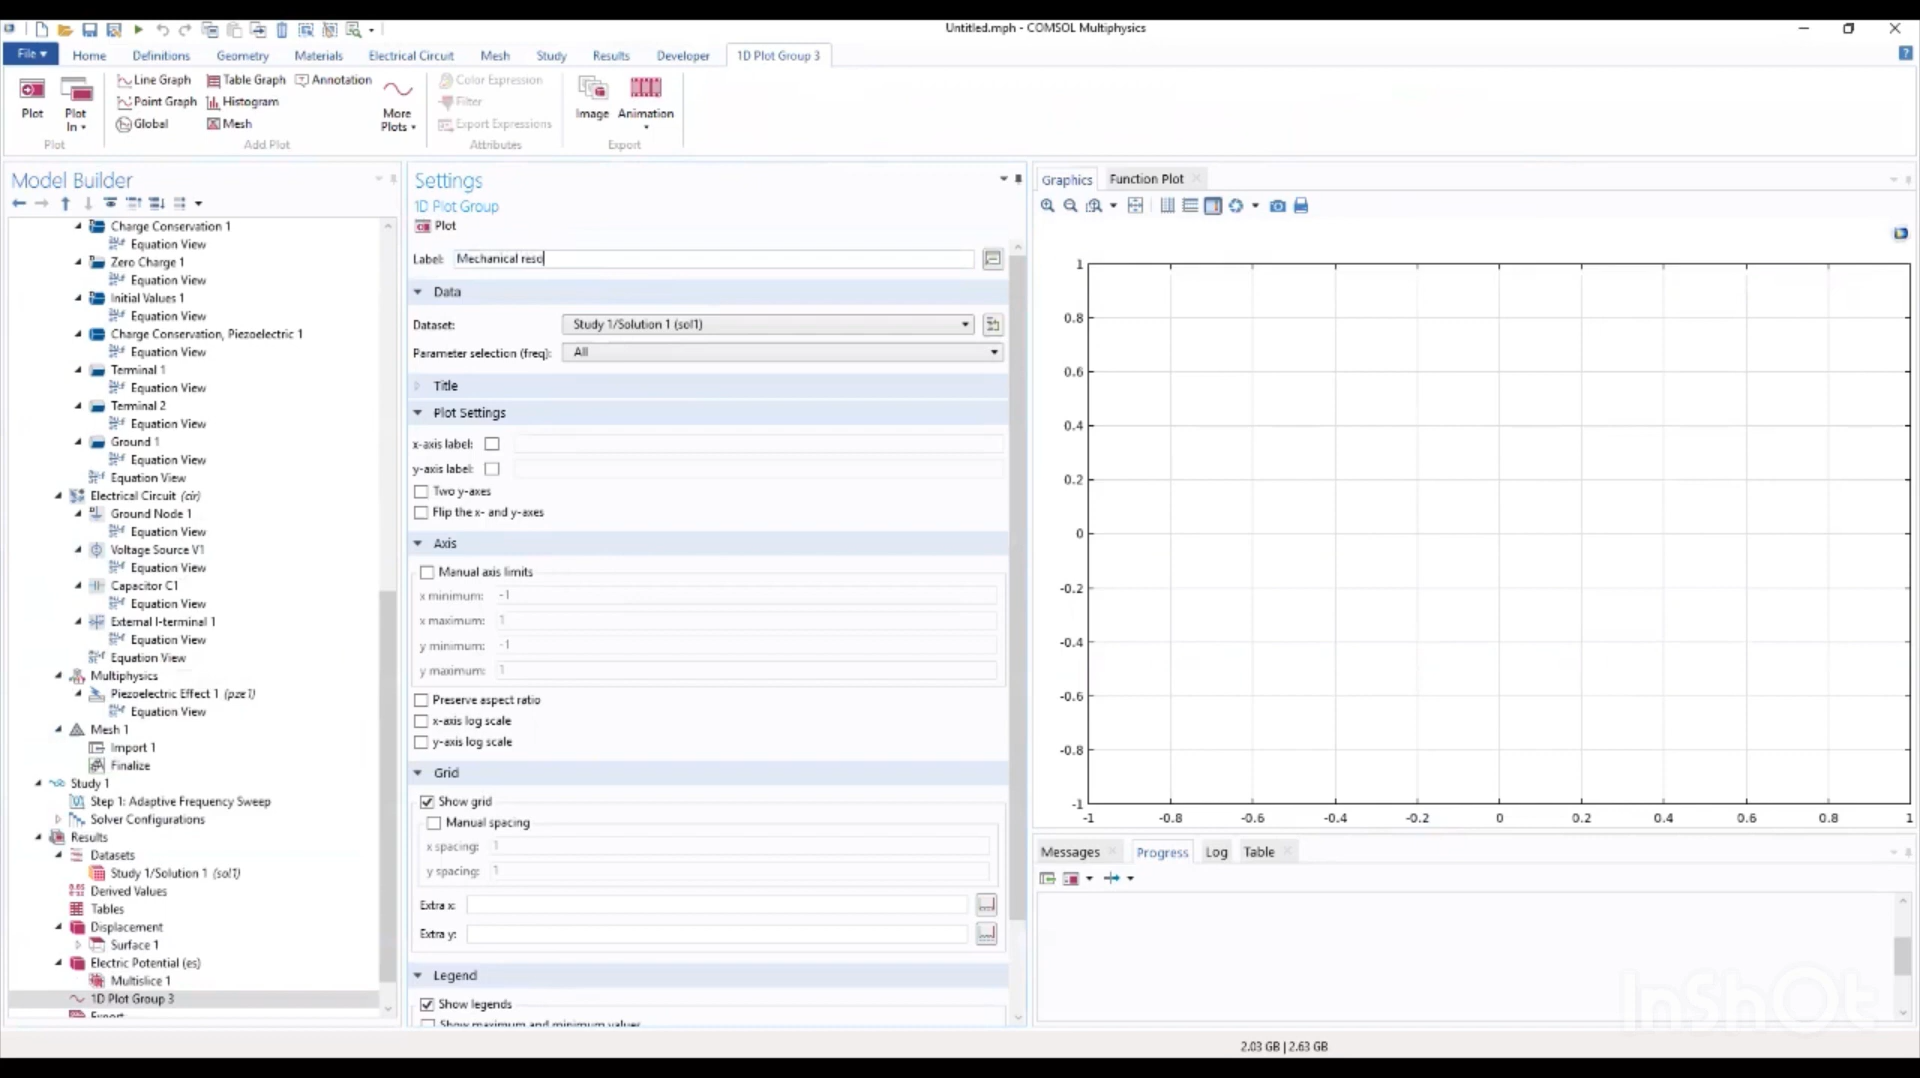 Untitled.mph - COMSOL Multiphysics
File Home Definitions Geometry Materials Electrical Circuit Mesh Study Results Developer 1D Plot Group 3
Plot
Plot In
Plot
Line Graph Table Graph Annotation
Point Graph Histogram
Global Mesh
More Plots
Add Plot
Color Expression
Filter
Export Expressions
Attributes
Image Animation
Export
Model Builder
Charge Conservation 1
Equation View
Zero Charge 1
Equation View
Initial Values 1
Equation View
Charge Conservation, Piezoelectric 1
Equation View
Terminal 1
Equation View
Terminal 2
Equation View
Ground 1
Equation View
Equation View
Electrical Circuit (cir)
Ground Node 1
Equation View
Voltage Source V1
Equation View
Capacitor C1
Equation View
External I-terminal 1
Equation View
Equation View
Multiphysics
Piezoelectric Effect 1 (pze1)
Equation View
Mesh 1
Import 1
Finalize
Study 1
Step 1: Adaptive Frequency Sweep
Solver Configurations
Results
Datasets
Study 1/Solution 1 (sol1)
Derived Values
Tables
Displacement
Surface 1
Electric Potential (es)
Multislice 1
1D Plot Group 3
Export
Settings
1D Plot Group
Plot
Label: Mechanical reso
Data
Dataset: Study 1/Solution 1 (sol1)
Parameter selection (freq): All
Title
Plot Settings
x-axis label:
y-axis label:
Two y-axes
Flip the x- and y-axes
Axis
Manual axis limits
x minimum: -1
x maximum: 1
y minimum: -1
y maximum: 1
Preserve aspect ratio
x-axis log scale
y-axis log scale
Grid
Show grid
Manual spacing
x spacing: 1
y spacing: 1
Extra x:
Extra y:
Legend
Show legends
Show maximum and minimum values
Graphics Function Plot
1
0.8
0.6
0.4
0.2
0
-0.2
-0.4
-0.6
-0.8
-1
-1 -0.8 -0.6 -0.4 -0.2 0 0.2 0.4 0.6 0.8 1
Messages Progress Log Table
InShOt
2.03 GB | 2.63 GB